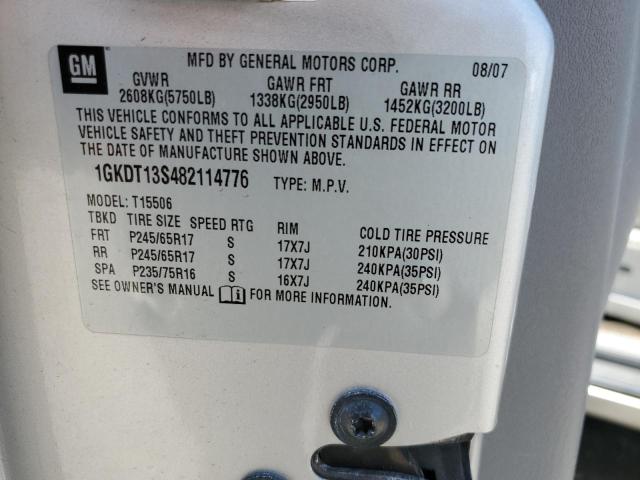 GM
MFD BY GENERAL MOTORS CORP. 08/07
GVWR GAWR FRT GAWR RR
2608KG(5750LB) 1338KG(2950LB) 1452KG(3200LB)
THIS VEHICLE CONFORMS TO ALL APPLICABLE U.S. FEDERAL MOTOR
VEHICLE SAFETY AND THEFT PREVENTION STANDARDS IN EFFECT ON
THE DATE OF MANUFACTURE SHOWN ABOVE.
1GKDT13S482114776 TYPE: M.P.V.
MODEL: T15506
TBKD TIRE SIZE SPEED RTG RIM COLD TIRE PRESSURE
FRT P245/65R17 S 17X7J 210KPA(30PSI)
RR P245/65R17 S 17X7J 240KPA(35PSI)
SPA P235/75R16 S 16X7J 240KPA(35PSI)
SEE OWNER'S MANUAL FOR MORE INFORMATION.